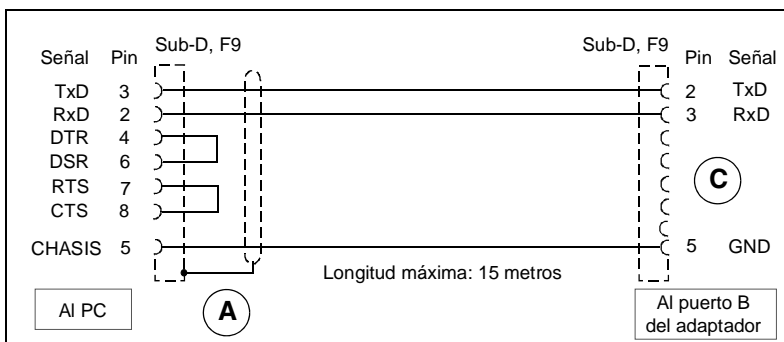 Sub-D, F9 Sub-D, F9
Señal Pin Pin Señal
TxD 3 2 TxD
RxD 2 3 RxD
DTR 4
DSR 6
RTS 7
CTS 8
C
CHASIS 5 5 GND
Longitud máxima: 15 metros
Al PC
A
Al puerto B
del adaptador